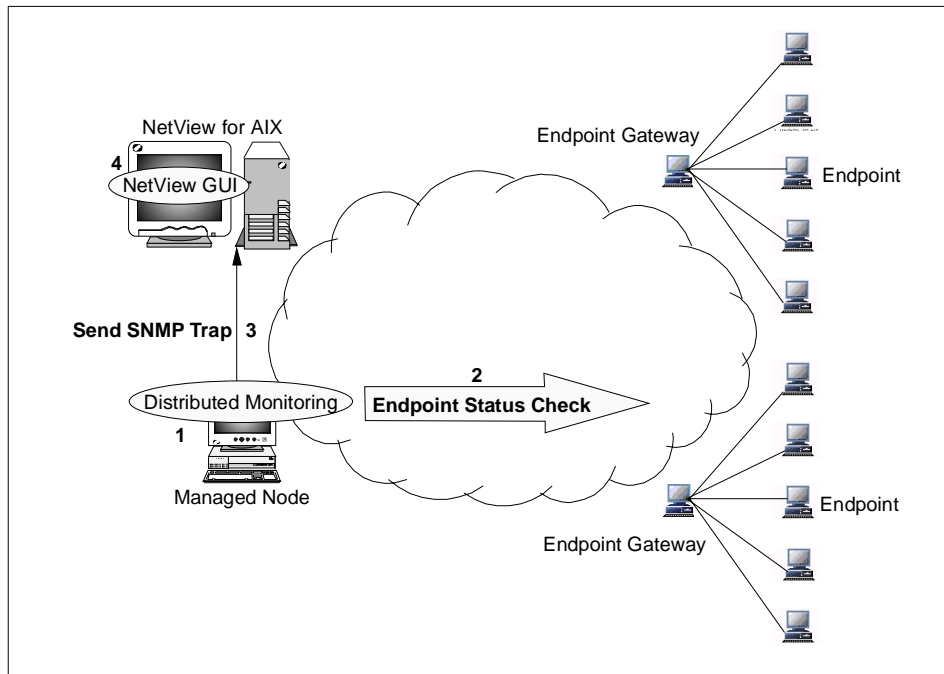 NetView for AIX
4
NetView GUI
Endpoint Gateway
Endpoint
Send SNMP Trap 3
2
Distributed Monitoring
Endpoint Status Check
1
Managed Node
Endpoint
Endpoint Gateway